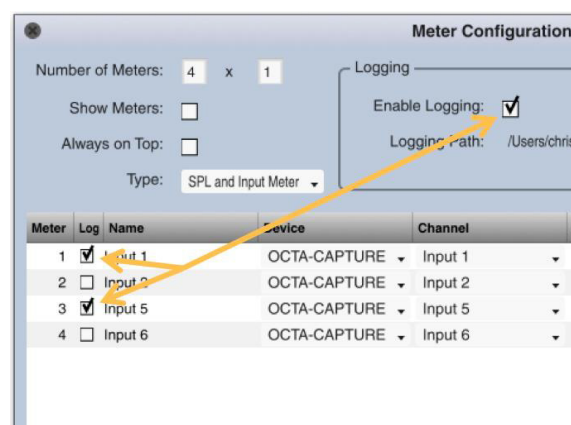 Meter Configuration
Number of Meters: 4 x 1
Logging
Show Meters:
Enable Logging:
Always on Top:
Logging Path: /Users/chris
Type: SPL and Input Meter
Meter Log Name Device Channel
1 Input 1 OCTA-CAPTURE Input 1
2 Input 2 OCTA-CAPTURE Input 2
3 Input 5 OCTA-CAPTURE Input 5
4 Input 6 OCTA-CAPTURE Input 6